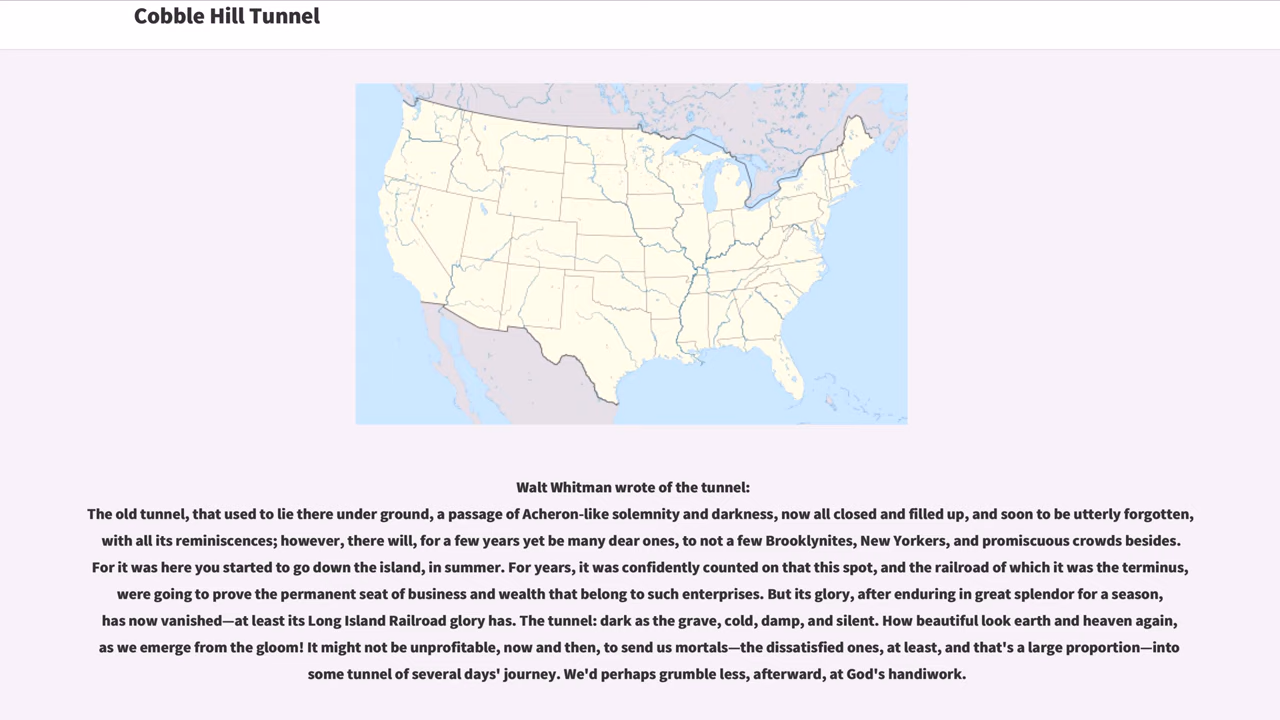 Cobble Hill Tunnel
Walt Whitman wrote of the tunnel:
The old tunnel, that used to lie there under ground, a passage of Acheron-like solemnity and darkness, now all closed and filled up, and soon to be utterly forgotten,
with all its reminiscences; however, there will, for a few years yet be many dear ones, to not a few Brooklynites, New Yorkers, and promiscuous crowds besides.
For it was here you started to go down the island, in summer. For years, it was confidently counted on that this spot, and the railroad of which it was the terminus,
were going to prove the permanent seat of business and wealth that belong to such enterprises. But its glory, after enduring in great splendor for a season,
has now vanished—at least its Long Island Railroad glory has. The tunnel: dark as the grave, cold, damp, and silent. How beautiful look earth and heaven again,
as we emerge from the gloom! It might not be unprofitable, now and then, to send us mortals—the dissatisfied ones, at least, and that's a large proportion—into
some tunnel of several days' journey. We'd perhaps grumble less, afterward, at God's handiwork.